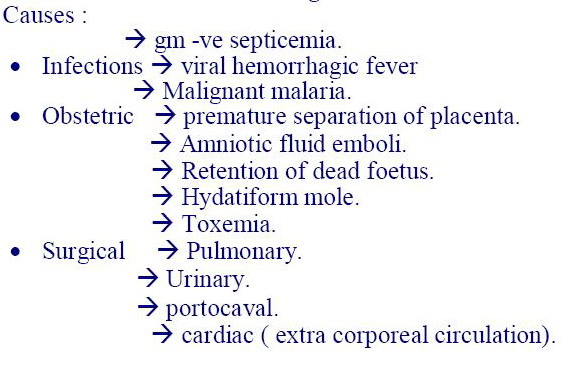 Causes :
→ gm -ve septicemia.
• Infections → viral hemorrhagic fever
→ Malignant malaria.
• Obstetric → premature separation of placenta.
→ Amniotic fluid emboli.
→ Retention of dead foetus.
→ Hydatiform mole.
→ Toxemia.
• Surgical → Pulmonary.
→ Urinary.
→ portocaval.
→ cardiac ( extra corporeal circulation).